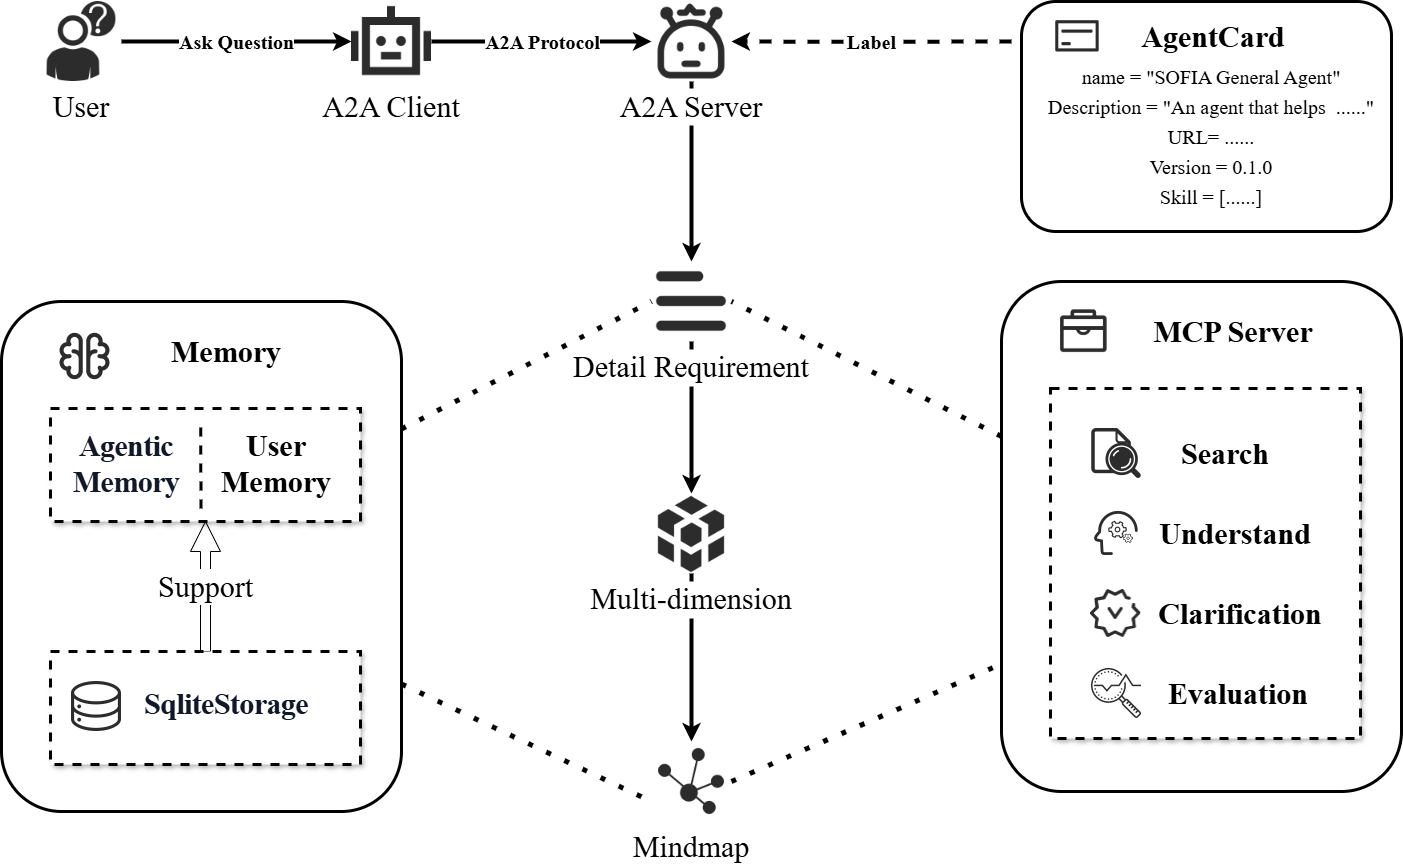 Ask Question
A2A Protocol
Label
User
A2A Client
A2A Server
AgentCard
name = "SOFIA General Agent"
Description = "An agent that helps ......"
URL= ......
Version = 0.1.0
Skill = [......]
Memory
Agentic
Memory
User
Memory
Support
SqliteStorage
Detail Requirement
Multi-dimension
Mindmap
MCP Server
Search
Understand
Clarification
Evaluation